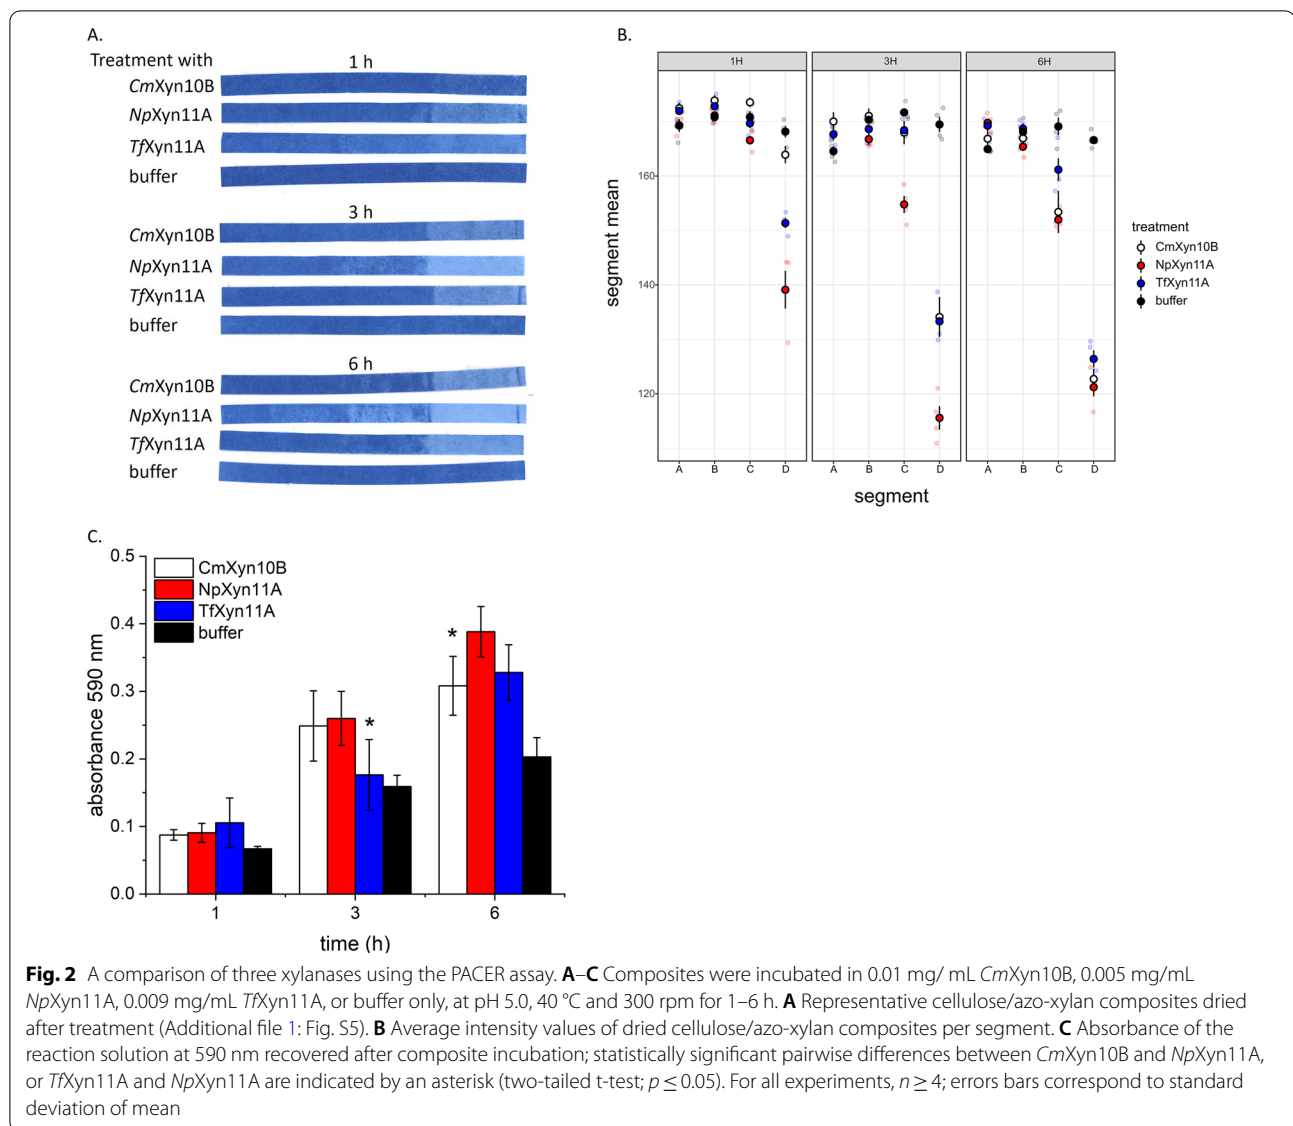 A.
Treatment with
1 h
CmXyn10B
NpXyn11A
TfXyn11A
buffer
3 h
CmXyn10B
NpXyn11A
TfXyn11A
buffer
6 h
CmXyn10B
NpXyn11A
TfXyn11A
buffer
B.
1H 3H 6H
segment mean
160
140
120
A B C D A B C D A B C D
segment
treatment
CmXyn10B
NpXyn11A
TfXyn11A
buffer
C.
absorbance 590 nm
0.5
0.4
0.3
0.2
0.1
0.0
CmXyn10B
NpXyn11A
TfXyn11A
buffer
*
*
1 3 6
time (h)
Fig. 2 A comparison of three xylanases using the PACER assay. A–C Composites were incubated in 0.01 mg/ mL CmXyn10B, 0.005 mg/mL
NpXyn11A, 0.009 mg/mL TfXyn11A, or buffer only, at pH 5.0, 40 °C and 300 rpm for 1–6 h. A Representative cellulose/azo-xylan composites dried
after treatment (Additional file 1: Fig. S5). B Average intensity values of dried cellulose/azo-xylan composites per segment. C Absorbance of the
reaction solution at 590 nm recovered after composite incubation; statistically significant pairwise differences between CmXyn10B and NpXyn11A,
or TfXyn11A and NpXyn11A are indicated by an asterisk (two-tailed t-test; p ≤ 0.05). For all experiments, n ≥ 4; errors bars correspond to standard
deviation of mean